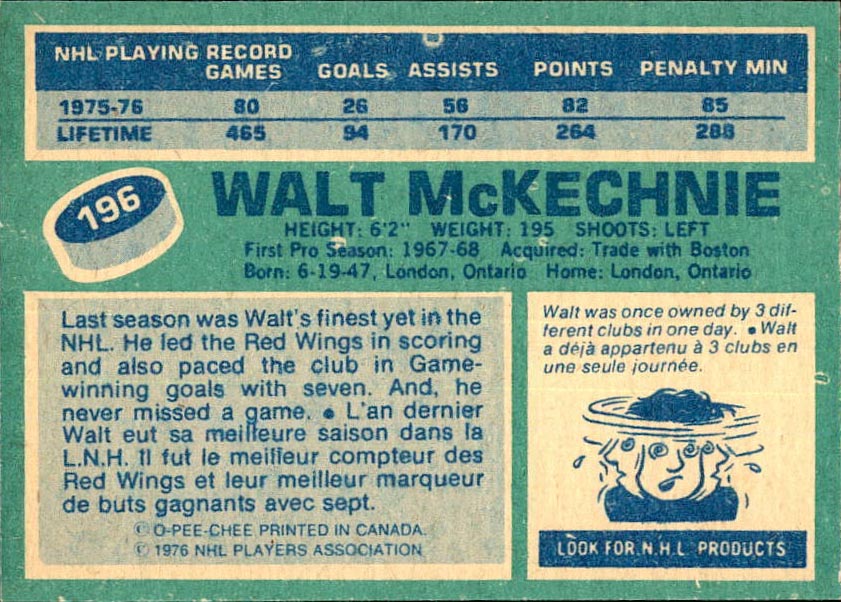 NHL PLAYING RECORD
GAMES GOALS ASSISTS POINTS PENALTY MIN
1975-76 80 26 56 82 85
LIFETIME 465 94 170 264 288
196
WALT McKECHNIE
HEIGHT: 6'2" WEIGHT: 195 SHOOTS: LEFT
First Pro Season: 1967-68 Acquired: Trade with Boston
Born: 6-19-47, London, Ontario Home: London, Ontario
Last season was Walt's finest yet in the
NHL. He led the Red Wings in scoring
and also paced the club in Game-
winning goals with seven. And, he
never missed a game. • L'an dernier
Walt eut sa meilleure saison dans la
L.N.H. Il fut le meilleur compteur des
Red Wings et leur meilleur marqueur
de buts gagnants avec sept.
© O-PEE-CHEE PRINTED IN CANADA.
© 1976 NHL PLAYERS ASSOCIATION
Walt was once owned by 3 dif-
ferent clubs in one day. • Walt
a déjà appartenu à 3 clubs en
une seule journée.
LOOK FOR N.H.L. PRODUCTS